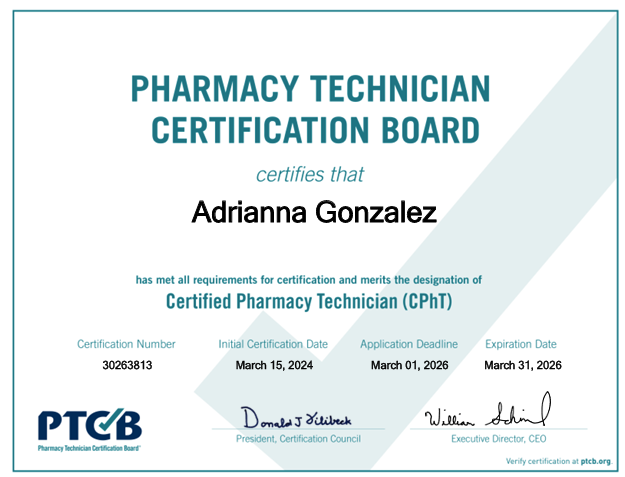 PHARMACY TECHNICIAN
CERTIFICATION BOARD
certifies that
Adrianna Gonzalez
has met all requirements for certification and merits the designation of
Certified Pharmacy Technician (CPhT)
Certification Number Initial Certification Date Application Deadline Expiration Date
30263813 March 15, 2024 March 01, 2026 March 31, 2026
PTCB
Pharmacy Technician Certification Board
Donald J
William
President, Certification Council Executive Director, CEO
Verify certification at ptcb.org.